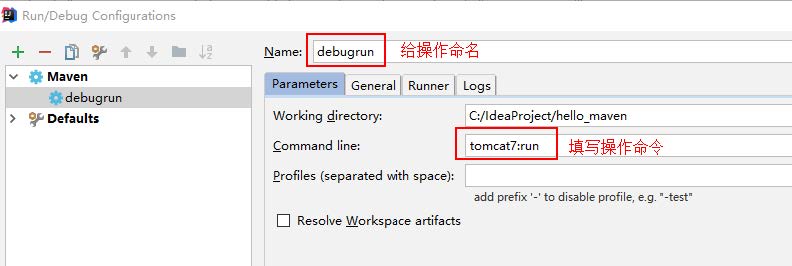 Run/Debug Configurations
Name: debugrun 给操作命名
Maven
debugrun
Defaults
Parameters General Runner Logs
Working directory: C:/IdeaProject/hello_maven
Command line: tomcat7:run 填写操作命令
Profiles (separated with space):
add prefix '-' to disable profile, e.g. "-test"
Resolve Workspace artifacts